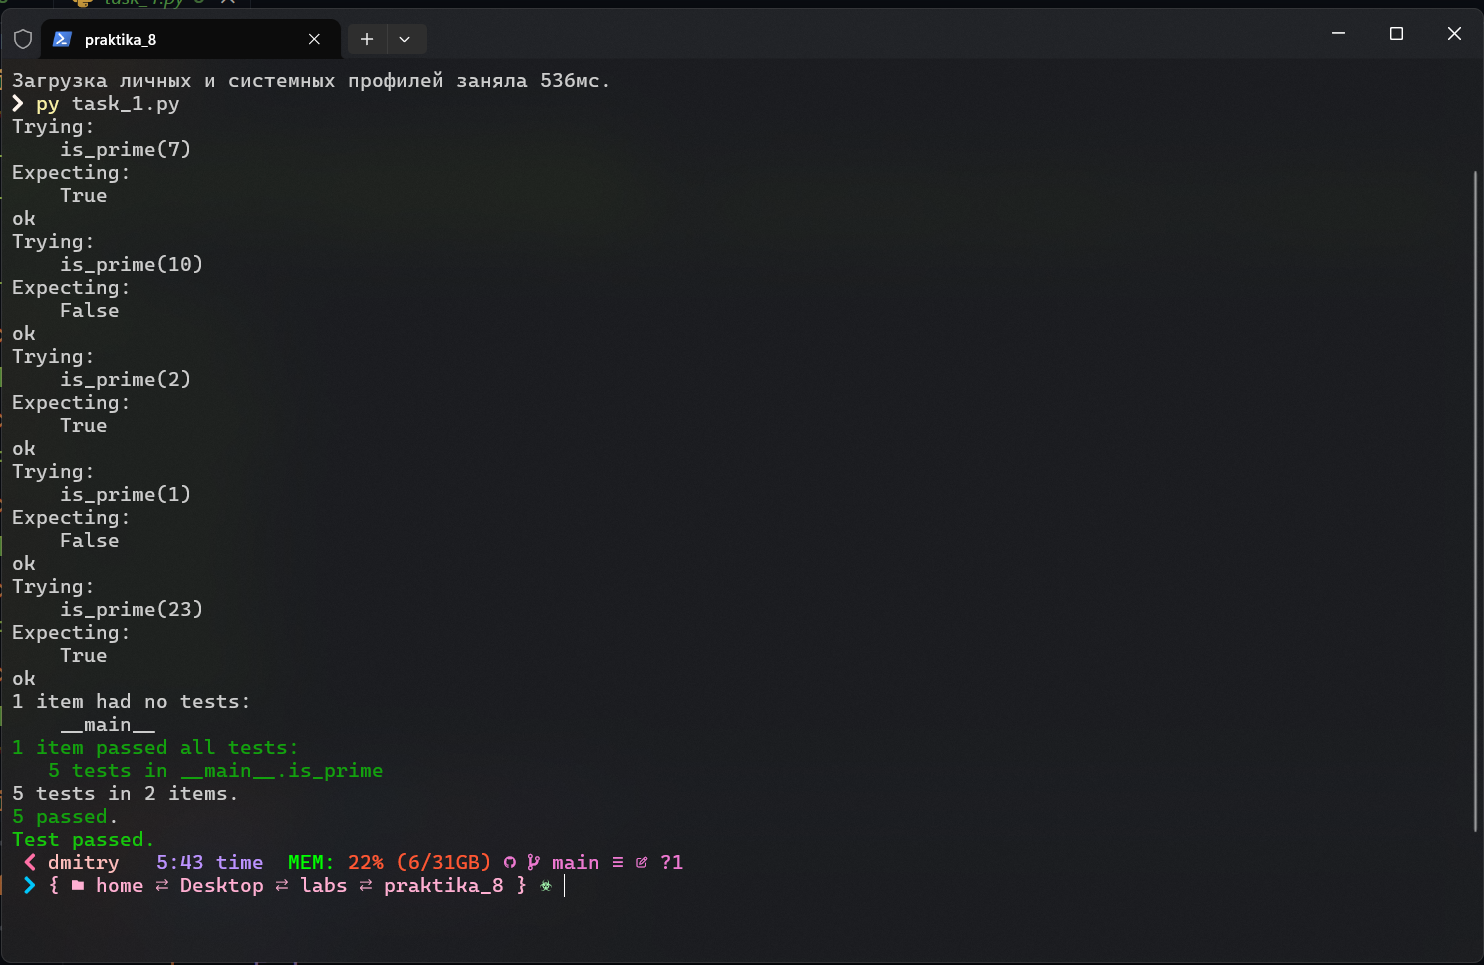 task_1.py
praktika_8
Загрузка личных и системных профилей заняла 536мс.
❯ py task_1.py
Trying:
    is_prime(7)
Expecting:
    True
ok
Trying:
    is_prime(10)
Expecting:
    False
ok
Trying:
    is_prime(2)
Expecting:
    True
ok
Trying:
    is_prime(1)
Expecting:
    False
ok
Trying:
    is_prime(23)
Expecting:
    True
ok
1 item had no tests:
    __main__
1 item passed all tests:
   5 tests in __main__.is_prime
5 tests in 2 items.
5 passed.
Test passed.
dmitry 5:43 time MEM: 22% (6/31GB) main ≡ ?1
{ home ⇄ Desktop ⇄ labs ⇄ praktika_8 } ☣